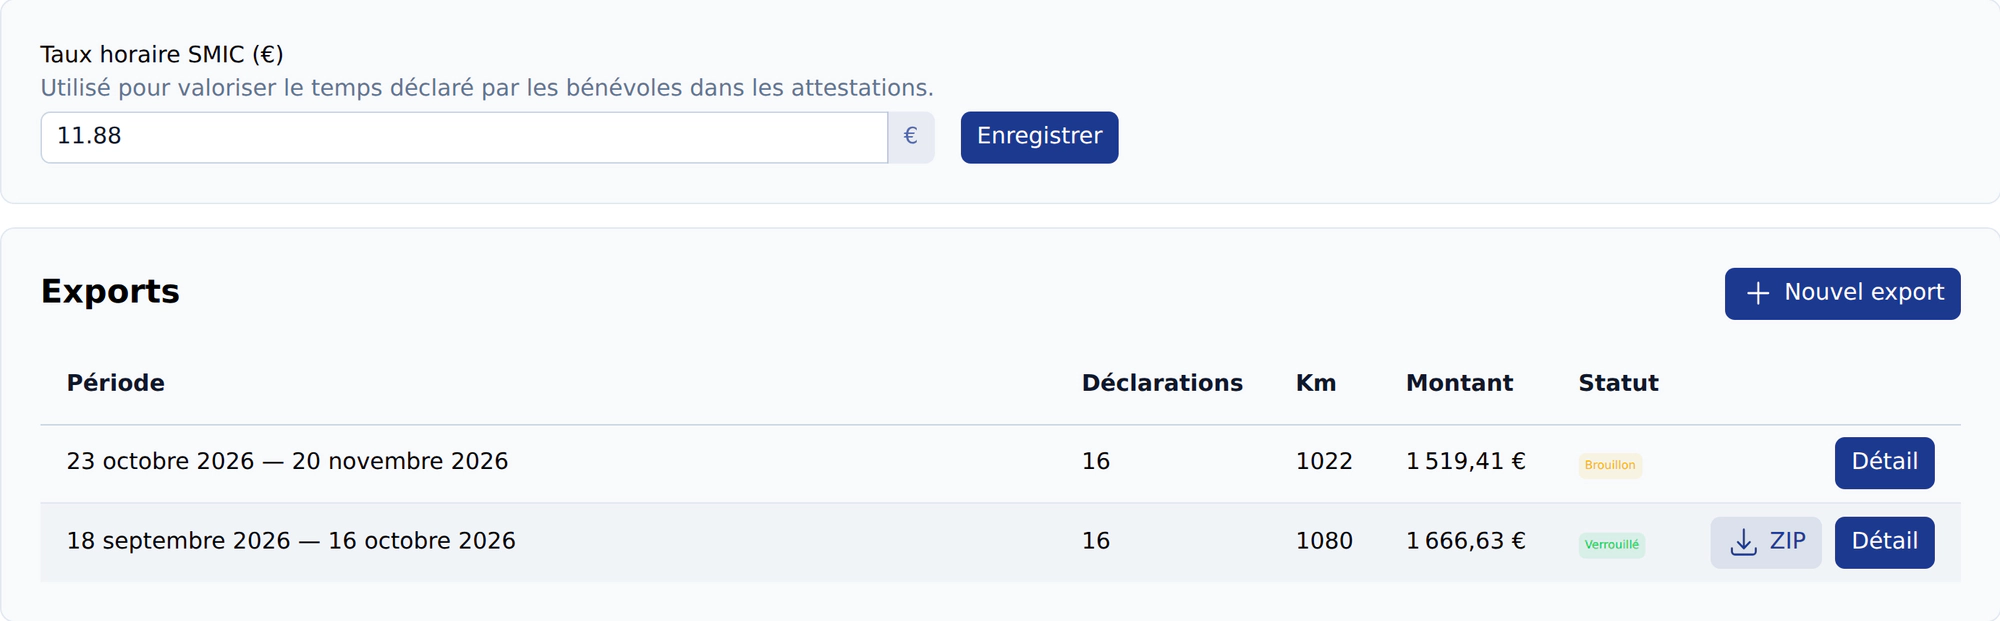 Taux horaire SMIC (€)
Utilisé pour valoriser le temps déclaré par les bénévoles dans les attestations.
11.88 €
Enregistrer
Exports
Nouvel export
Période Déclarations Km Montant Statut
23 octobre 2026 — 20 novembre 2026 16 1022 1 519,41 € Brouillon Détail
18 septembre 2026 — 16 octobre 2026 16 1080 1 666,63 € Verrouillé ZIP Détail